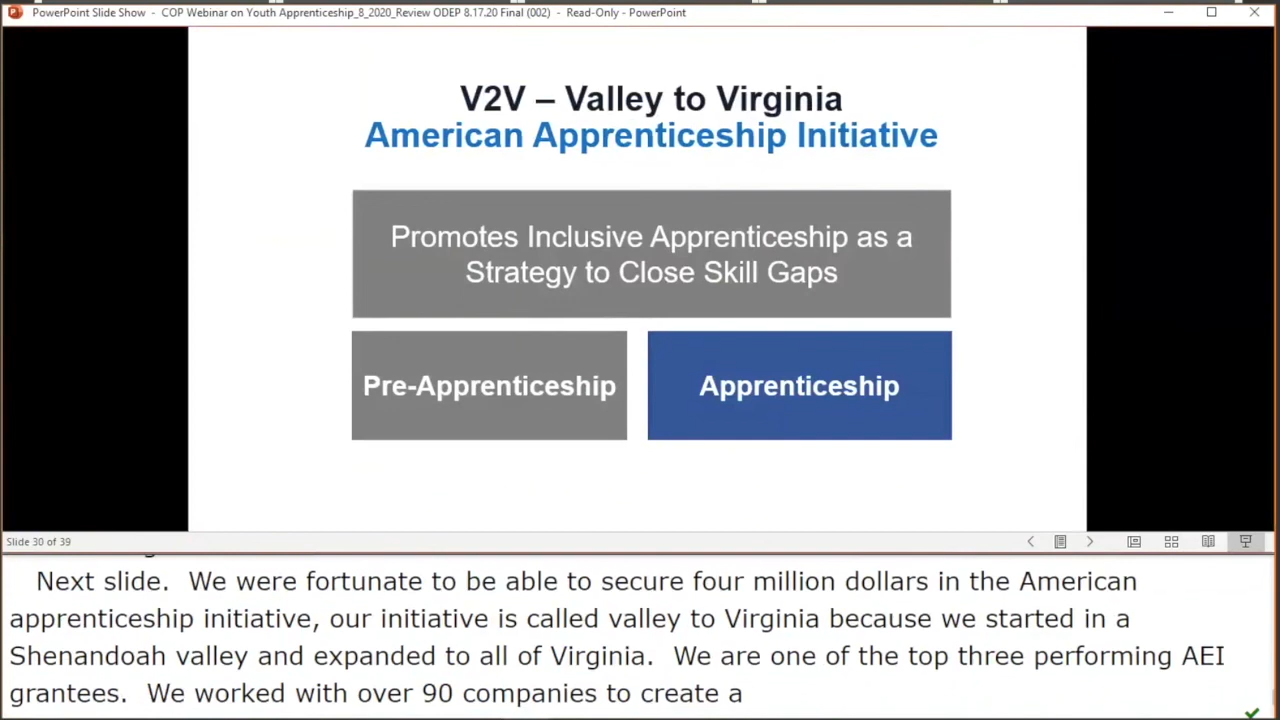 PowerPoint Slide Show - COP Webinar on Youth Apprenticeship_8_2020_Review ODEP 8.17.20 Final (002) - Read-Only - PowerPoint
V2V – Valley to Virginia
American Apprenticeship Initiative
Promotes Inclusive Apprenticeship as a
Strategy to Close Skill Gaps
Pre-Apprenticeship
Apprenticeship
Slide 30 of 39
Next slide. We were fortunate to be able to secure four million dollars in the American
apprenticeship initiative, our initiative is called valley to Virginia because we started in a
Shenandoah valley and expanded to all of Virginia. We are one of the top three performing AEI
grantees. We worked with over 90 companies to create a